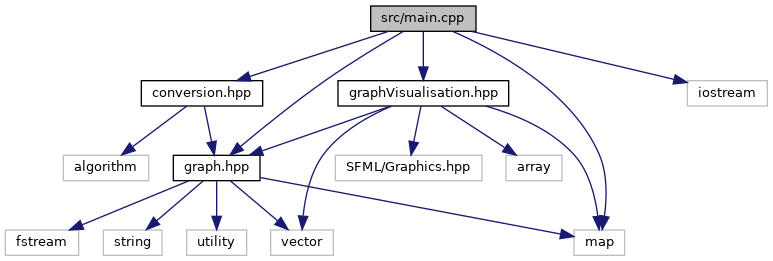 src/main.cpp
conversion.hpp
graphVisualisation.hpp
iostream
algorithm
graph.hpp
SFML/Graphics.hpp
array
fstream
string
utility
vector
map